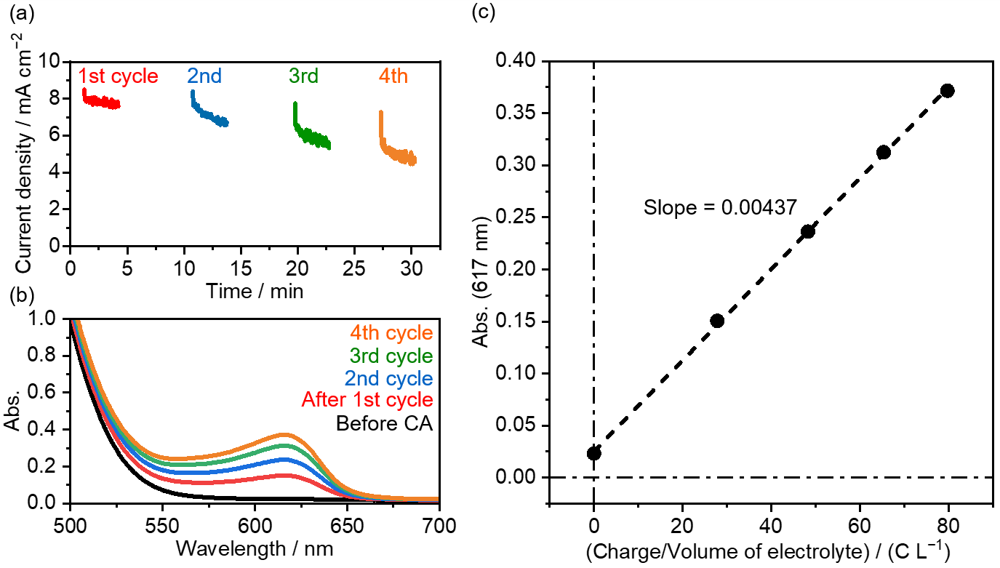 (a)
Current density / mA cm⁻²
10
8
6
4
2
0
1st cycle 2nd 3rd 4th
0 5 10 15 20 25 30
Time / min
(b)
Abs.
1.0
0.8
0.6
0.4
0.2
0.0
4th cycle
3rd cycle
2nd cycle
After 1st cycle
Before CA
500 550 600 650 700
Wavelength / nm
(c)
Abs. (617 nm)
0.40
0.35
0.30
0.25
0.20
0.15
0.10
0.05
0.00
Slope = 0.00437
0 20 40 60 80
(Charge/Volume of electrolyte) / (C L⁻¹)